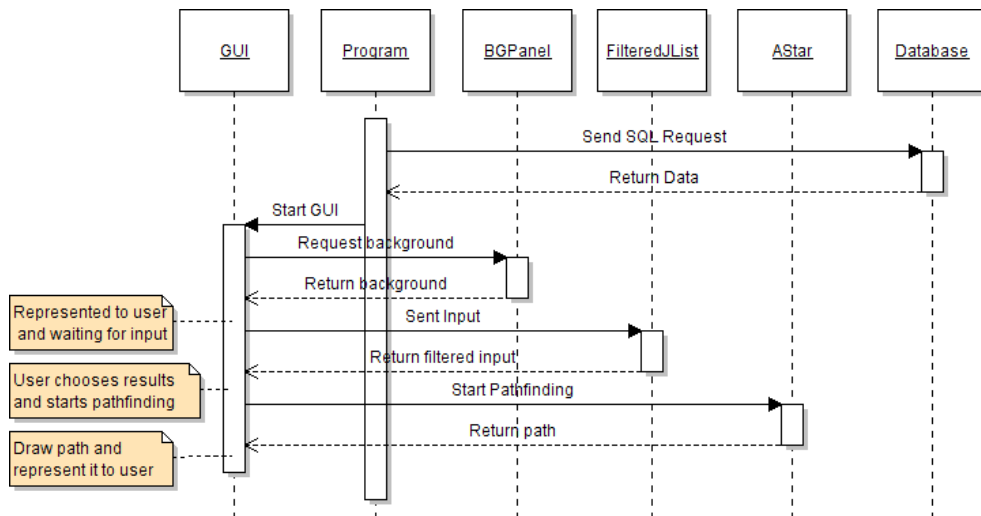 GUI
Program
BGPanel
FilteredJList
AStar
Database
Send SQL Request
Return Data
Start GUI
Request background
Return background
Represented to user
and waiting for input
Sent Input
Return filtered input
User chooses results
and starts pathfinding
Start Pathfinding
Return path
Draw path and
represent it to user